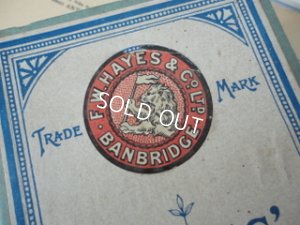 F.W. HAYES & CO. LTD.
BANBRIDGE
TRADE MARK
SOLD OUT